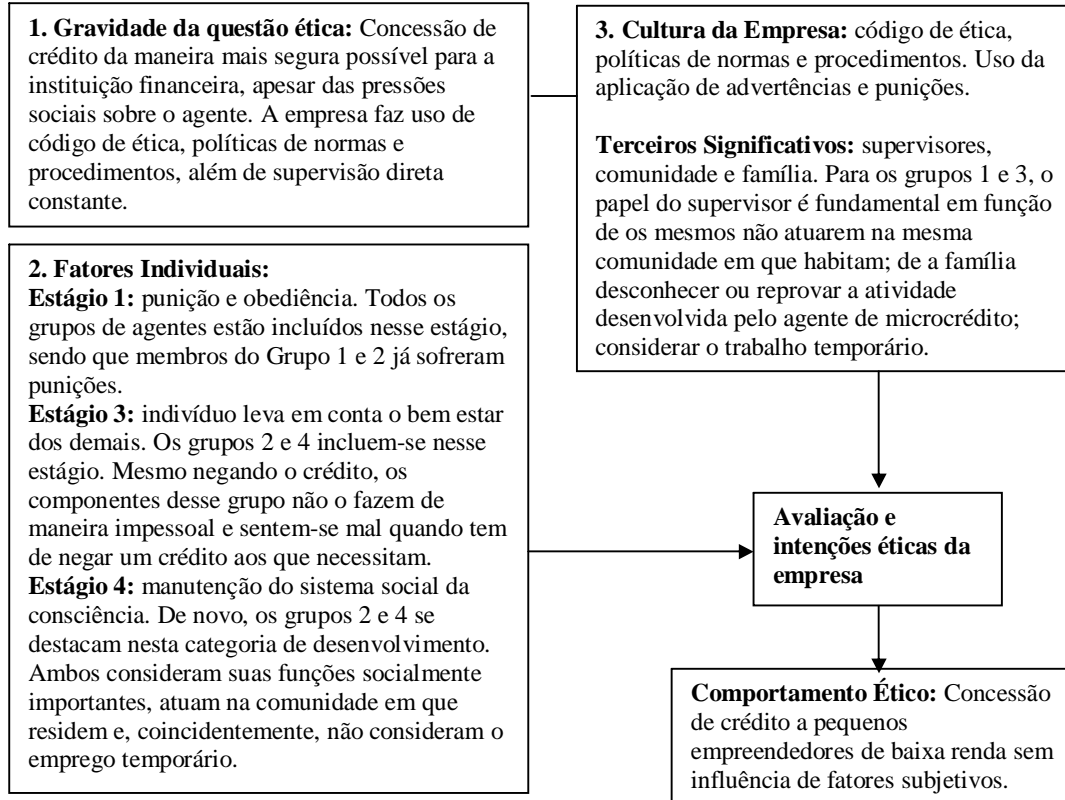 1. Gravidade da questão ética: Concessão de
crédito da maneira mais segura possível para a
instituição financeira, apesar das pressões
sociais sobre o agente. A empresa faz uso de
código de ética, políticas de normas e
procedimentos, além de supervisão direta
constante.
2. Fatores Individuais:
Estágio 1: punição e obediência. Todos os
grupos de agentes estão incluídos nesse estágio,
sendo que membros do Grupo 1 e 2 já sofreram
punições.
Estágio 3: indivíduo leva em conta o bem estar
dos demais. Os grupos 2 e 4 incluem-se nesse
estágio. Mesmo negando o crédito, os
componentes desse grupo não o fazem de
maneira impessoal e sentem-se mal quando tem
de negar um crédito aos que necessitam.
Estágio 4: manutenção do sistema social da
consciência. De novo, os grupos 2 e 4 se
destacam nesta categoria de desenvolvimento.
Ambos consideram suas funções socialmente
importantes, atuam na comunidade em que
residem e, coincidentemente, não consideram o
emprego temporário.
3. Cultura da Empresa: código de ética,
políticas de normas e procedimentos. Uso da
aplicação de advertências e punições.
Terceiros Significativos: supervisores,
comunidade e família. Para os grupos 1 e 3, o
papel do supervisor é fundamental em função
de os mesmos não atuarem na mesma
comunidade em que habitam; de a família
desconhecer ou reprovar a atividade
desenvolvida pelo agente de microcrédito;
considerar o trabalho temporário.
Avaliação e
intenções éticas da
empresa
Comportamento Ético: Concessão
de crédito a pequenos
empreendedores de baixa renda sem
influência de fatores subjetivos.